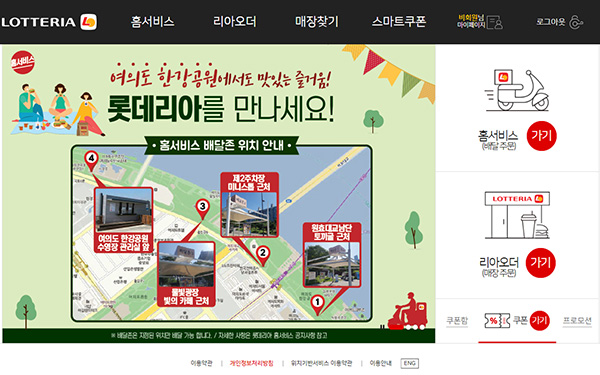 LOTTERIA
홈서비스
리아오더
매장찾기
스마트쿠폰
비회원님
마이페이지
로그아웃
홈서비스
여의도 한강공원에서도 맛있는 즐거움!
롯데리아를 만나세요!
홈서비스 배달존 위치 안내
4
여의도 한강공원
수영장 관리실 앞
3
물빛광장
빛의 카페 근처
제2주차장
미니스톱 근처
2
원효대교남단
토끼굴 근처
1
※ 배달존은 지정된 위치만 배달 가능 합니다. / 자세한 사항은 롯데리아 홈서비스 공지사항 참고
홈서비스
(배달 주문)
가기
LOTTERIA
리아오더
(매장 주문)
가기
쿠폰함
%
쿠폰
가기
프로모션
이용약관
개인정보처리방침
위치기반서비스 이용약관
이용안내
ENG